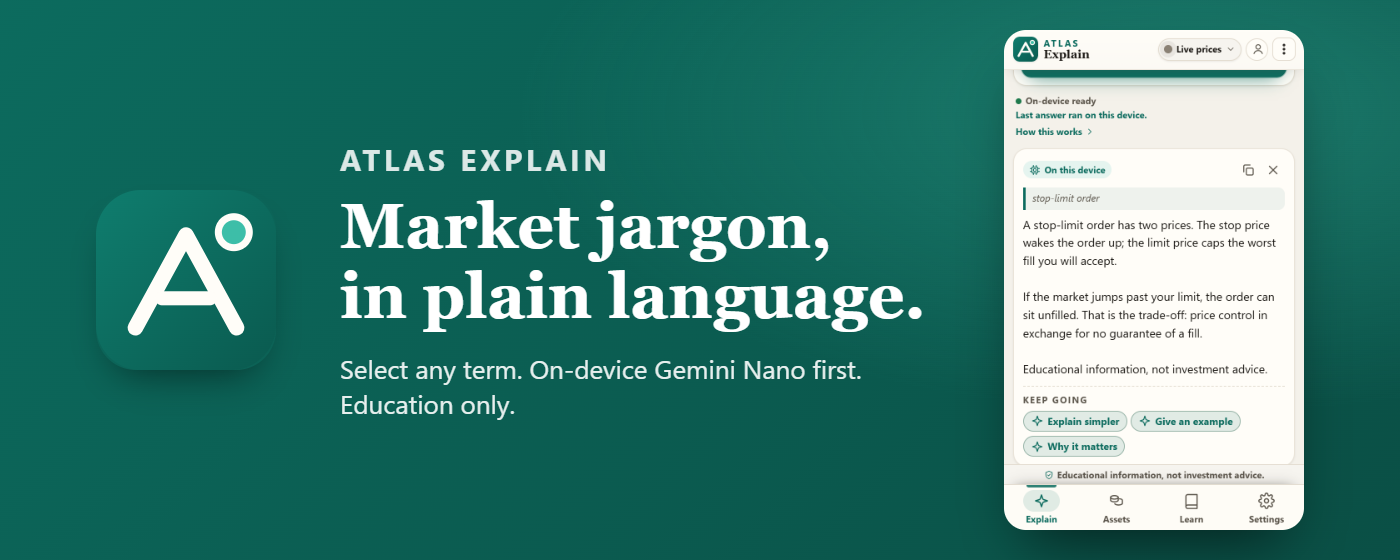 ATLAS EXPLAIN
Market jargon,
in plain language.
Select any term. On-device Gemini Nano first.
Education only.
ATLAS
Explain
Live prices
On-device ready
Last answer ran on this device.
How this works
On this device
stop-limit order
A stop-limit order has two prices. The stop price
wakes the order up; the limit price caps the worst
fill you will accept.
If the market jumps past your limit, the order can
sit unfilled. That is the trade-off: price control in
exchange for no guarantee of a fill.
Educational information, not investment advice.
KEEP GOING
Explain simpler
Give an example
Why it matters
Educational information, not investment advice.
Explain
Assets
Learn
Settings